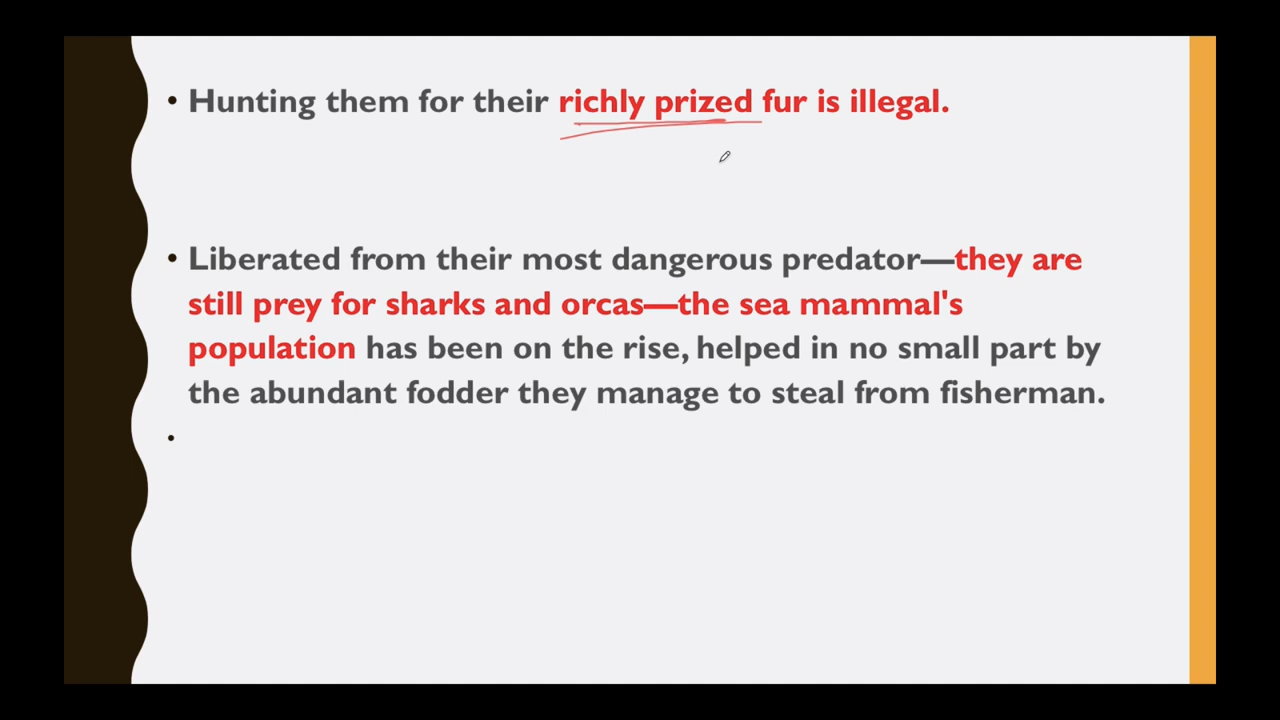 • Hunting them for their richly prized fur is illegal.
• Liberated from their most dangerous predator—they are
still prey for sharks and orcas—the sea mammal's
population has been on the rise, helped in no small part by
the abundant fodder they manage to steal from fisherman.
•